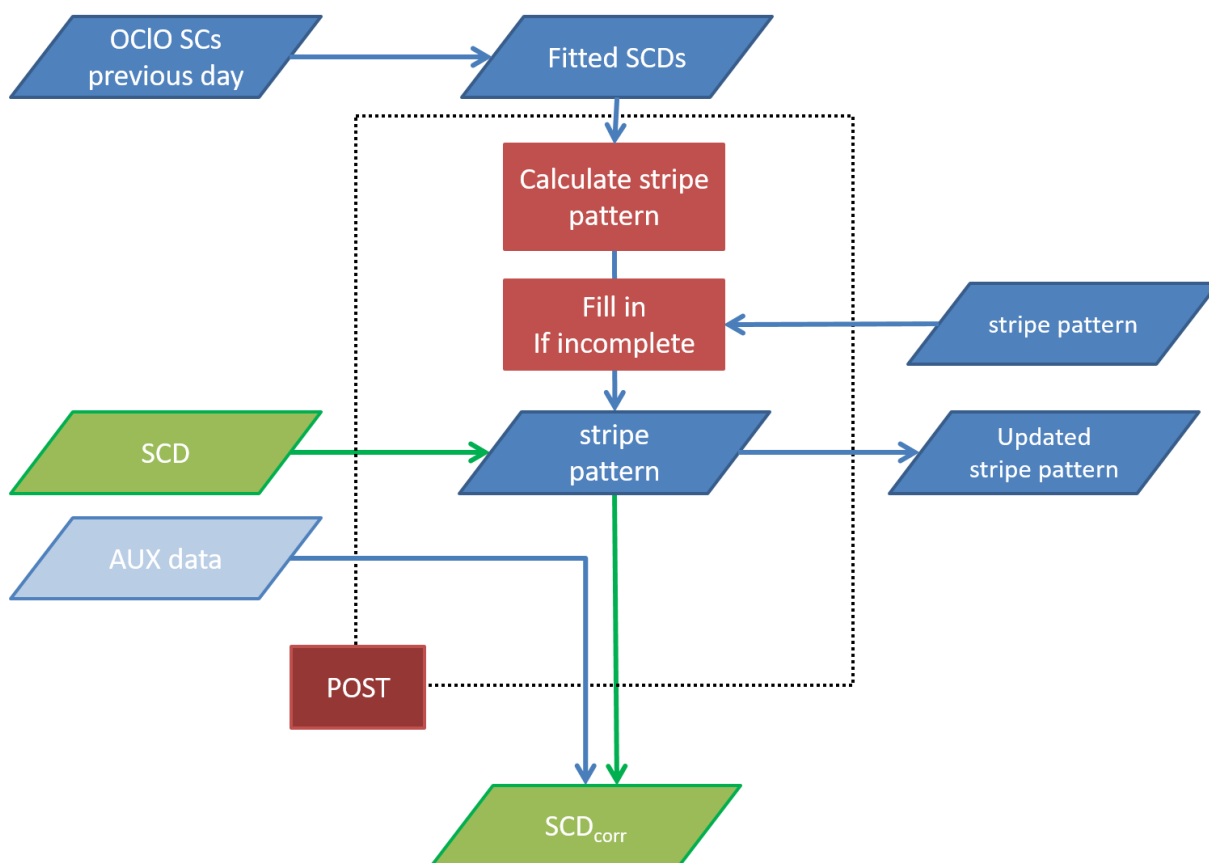 OClO SCs
previous day
Fitted SCDs
Calculate stripe
pattern
Fill in
If incomplete
stripe pattern
SCD
stripe
pattern
Updated
stripe pattern
AUX data
POST
SCDcorr